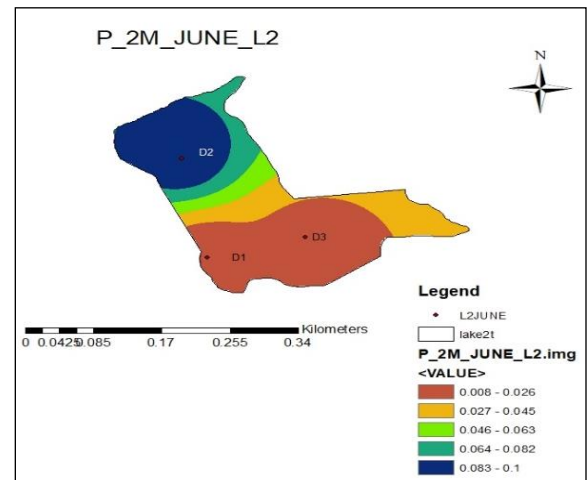 P_2M_JUNE_L2
N
D2
D3
D1
Kilometers
0 0.0425 0.085 0.17 0.255 0.34
Legend
L2JUNE
lake2t
P_2M_JUNE_L2.img
<VALUE>
0.008 - 0.026
0.027 - 0.045
0.046 - 0.063
0.064 - 0.082
0.083 - 0.1